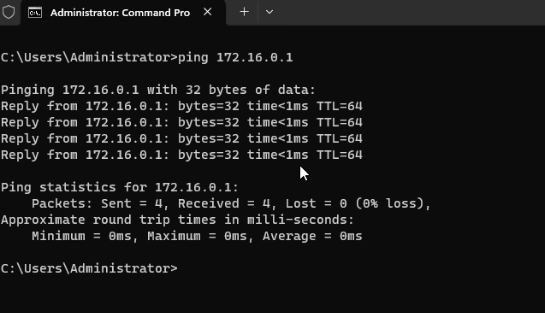 Administrator: Command Pro
C:\Users\Administrator>ping 172.16.0.1
Pinging 172.16.0.1 with 32 bytes of data:
Reply from 172.16.0.1: bytes=32 time<1ms TTL=64
Reply from 172.16.0.1: bytes=32 time<1ms TTL=64
Reply from 172.16.0.1: bytes=32 time<1ms TTL=64
Reply from 172.16.0.1: bytes=32 time<1ms TTL=64
Ping statistics for 172.16.0.1:
    Packets: Sent = 4, Received = 4, Lost = 0 (0% loss),
Approximate round trip times in milli-seconds:
    Minimum = 0ms, Maximum = 0ms, Average = 0ms
C:\Users\Administrator>